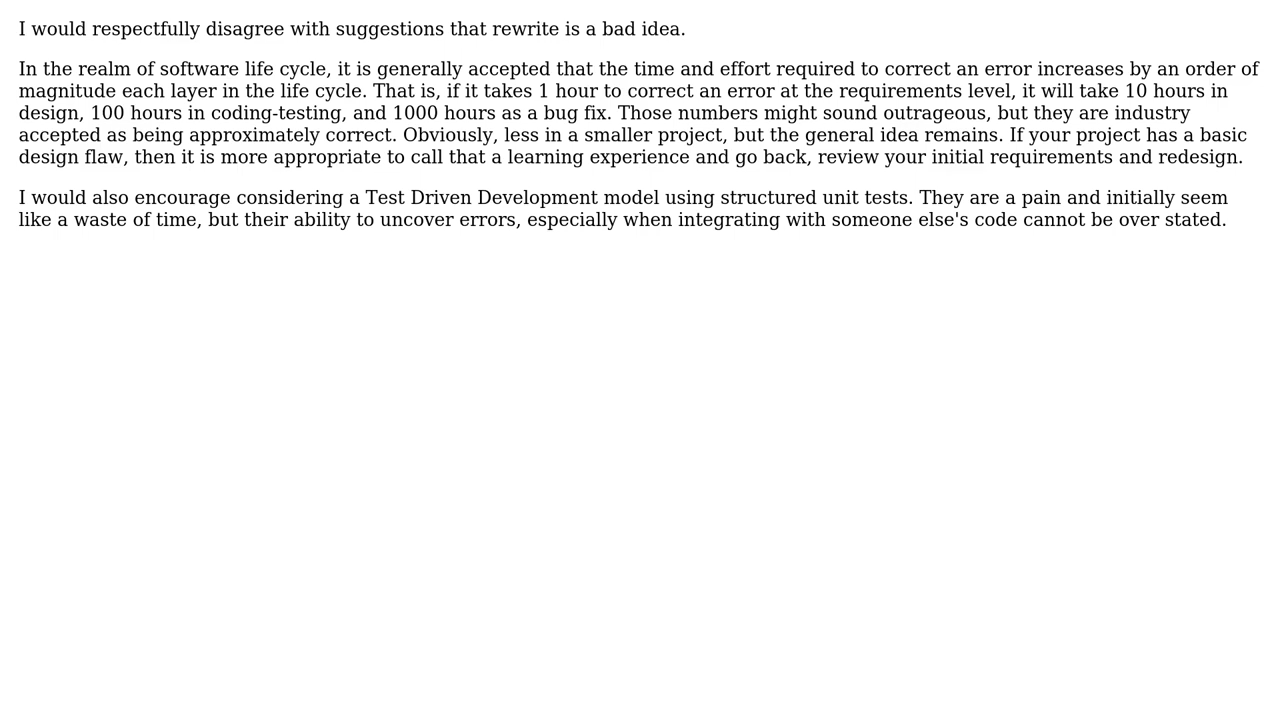 I would respectfully disagree with suggestions that rewrite is a bad idea.
In the realm of software life cycle, it is generally accepted that the time and effort required to correct an error increases by an order of
magnitude each layer in the life cycle. That is, if it takes 1 hour to correct an error at the requirements level, it will take 10 hours in
design, 100 hours in coding-testing, and 1000 hours as a bug fix. Those numbers might sound outrageous, but they are industry
accepted as being approximately correct. Obviously, less in a smaller project, but the general idea remains. If your project has a basic
design flaw, then it is more appropriate to call that a learning experience and go back, review your initial requirements and redesign.
I would also encourage considering a Test Driven Development model using structured unit tests. They are a pain and initially seem
like a waste of time, but their ability to uncover errors, especially when integrating with someone else's code cannot be over stated.